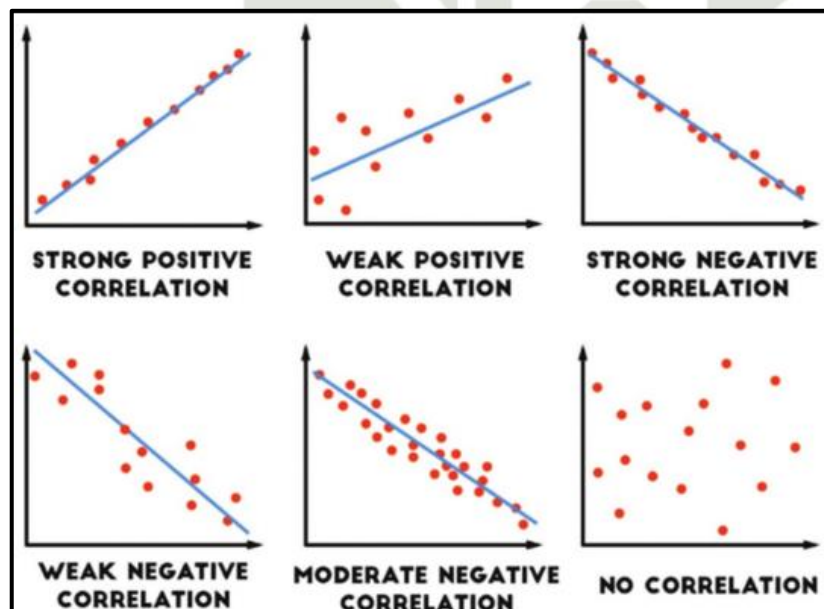 STRONG POSITIVE
CORRELATION
WEAK POSITIVE
CORRELATION
STRONG NEGATIVE
CORRELATION
WEAK NEGATIVE
CORRELATION
MODERATE NEGATIVE
CORRELATION
NO CORRELATION